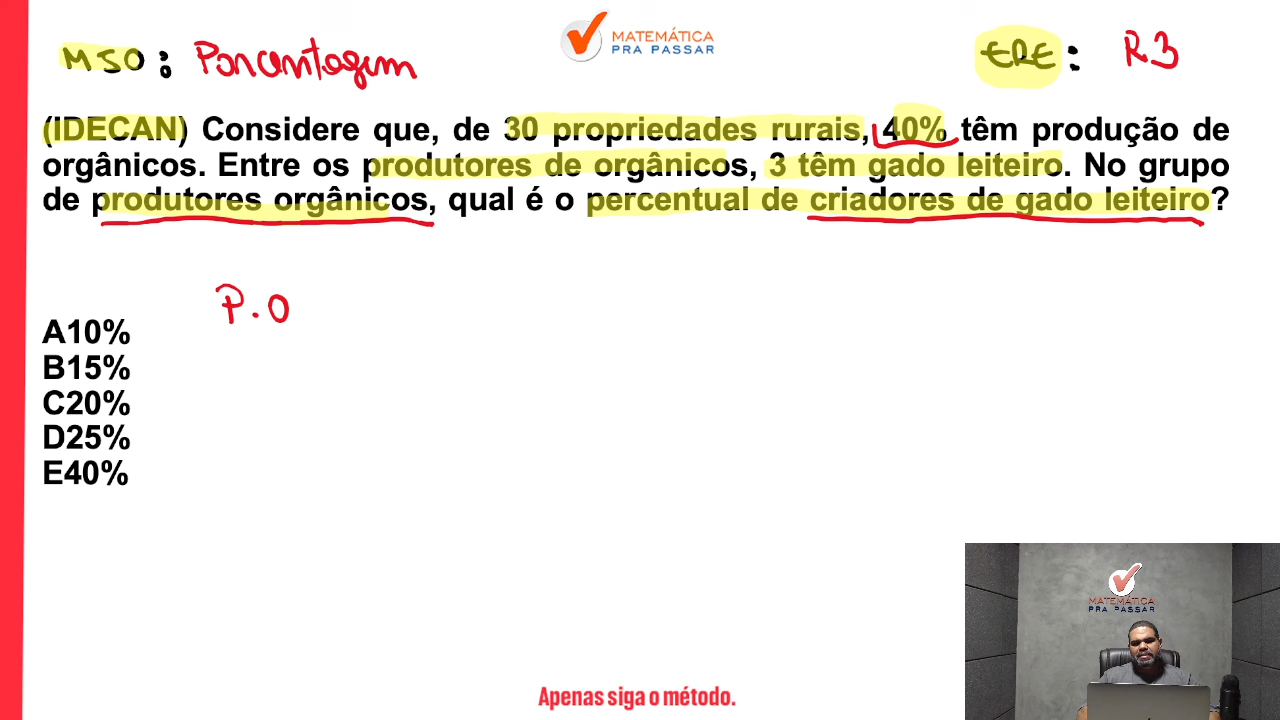 MATEMÁTICA
PRA PASSAR
MSO : Porcentagem
ERE : R3
(IDECAN) Considere que, de 30 propriedades rurais, 40% têm produção de
orgânicos. Entre os produtores de orgânicos, 3 têm gado leiteiro. No grupo
de produtores orgânicos, qual é o percentual de criadores de gado leiteiro?
P.O
A10%
B15%
C20%
D25%
E40%
MATEMÁTICA
PRA PASSAR
Apenas siga o método.